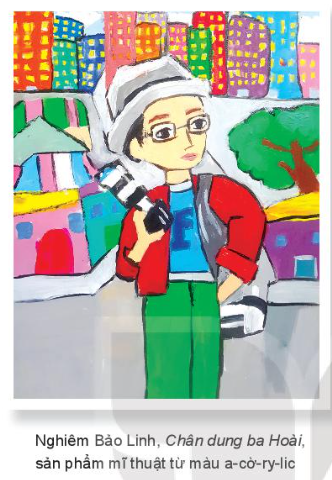 F
Nghiêm Bảo Linh, Chân dung ba Hoài,
sản phẩm mĩ thuật từ màu a-cờ-ry-lic